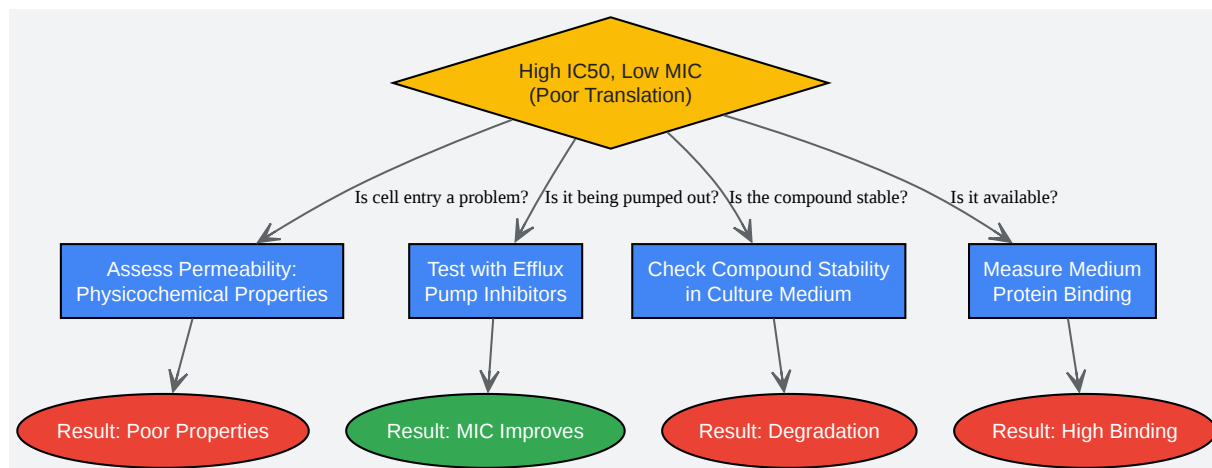 High IC50, Low MIC
(Poor Translation)
Is cell entry a problem?
Is it being pumped out?
Is the compound stable?
Is it available?
Assess Permeability:
Physicochemical Properties
Test with Efflux
Pump Inhibitors
Check Compound Stability
in Culture Medium
Measure Medium
Protein Binding
Result: Poor Properties
Result: MIC Improves
Result: Degradation
Result: High Binding